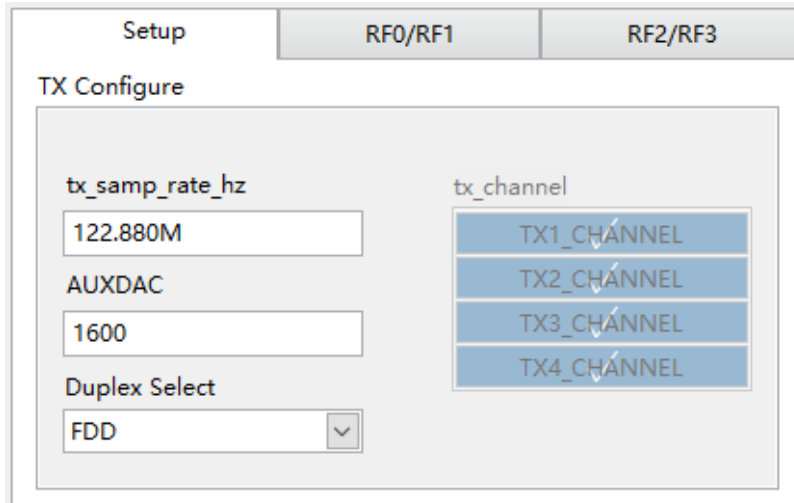 Setup
RF0/RF1
RF2/RF3
TX Configure
tx_samp_rate_hz
122.880M
AUXDAC
1600
Duplex Select
FDD
tx_channel
TX1_CHANNEL
TX2_CHANNEL
TX3_CHANNEL
TX4_CHANNEL